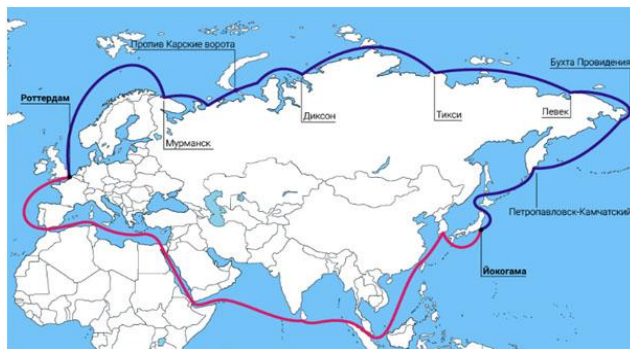 Пролив Карские ворота
Бухта Провидения
Роттердам
Мурманск
Диксон
Тикси
Певек
Петропавловск-Камчатский
Йокогама